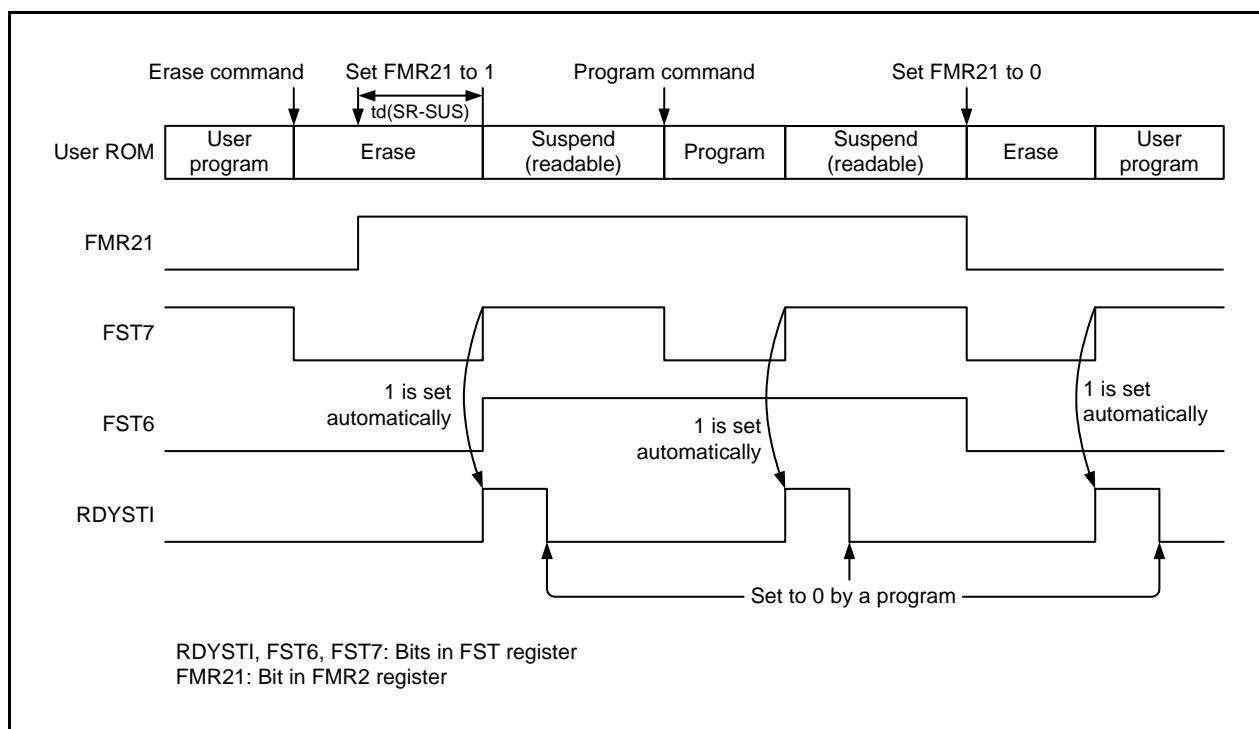 Erase command
Set FMR21 to 1
Program command
Set FMR21 to 0
td(SR-SUS)
User ROM
User
program
Erase
Suspend
(readable)
Program
Suspend
(readable)
Erase
User
program
FMR21
FST7
1 is set
automatically
1 is set
automatically
1 is set
automatically
FST6
RDYSTI
Set to 0 by a program
RDYSTI, FST6, FST7: Bits in FST register
FMR21: Bit in FMR2 register